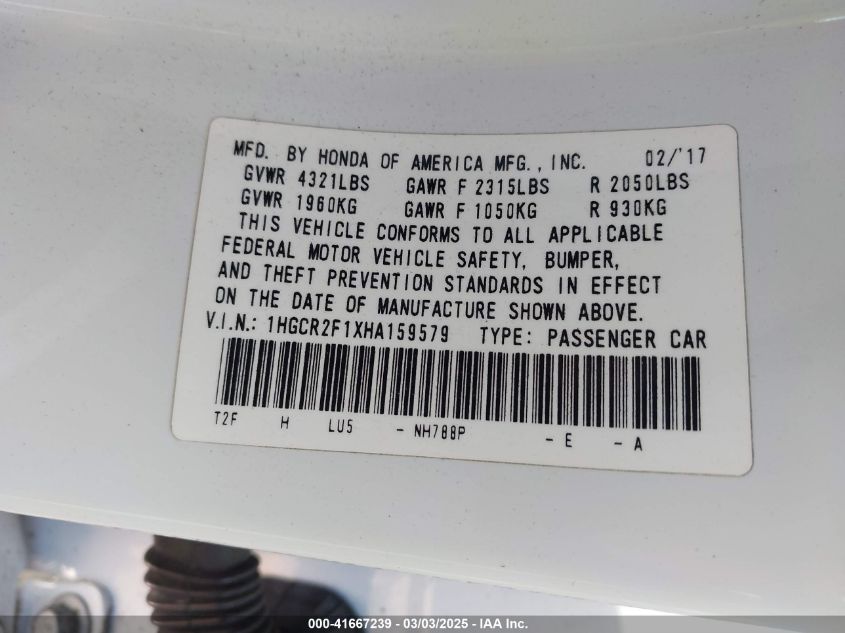 MFD. BY HONDA OF AMERICA MFG., INC. 02/'17
GVWR 4321LBS GAWR F 2315LBS R 2050LBS
GVWR 1960KG GAWR F 1050KG R 930KG
THIS VEHICLE CONFORMS TO ALL APPLICABLE
FEDERAL MOTOR VEHICLE SAFETY, BUMPER,
AND THEFT PREVENTION STANDARDS IN EFFECT
ON THE DATE OF MANUFACTURE SHOWN ABOVE.
V.I.N.: 1HGCR2F1XHA159579 TYPE: PASSENGER CAR
T2F H LU5 - NH788P - E - A
000-41667239 - 03/03/2025 - IAA Inc.